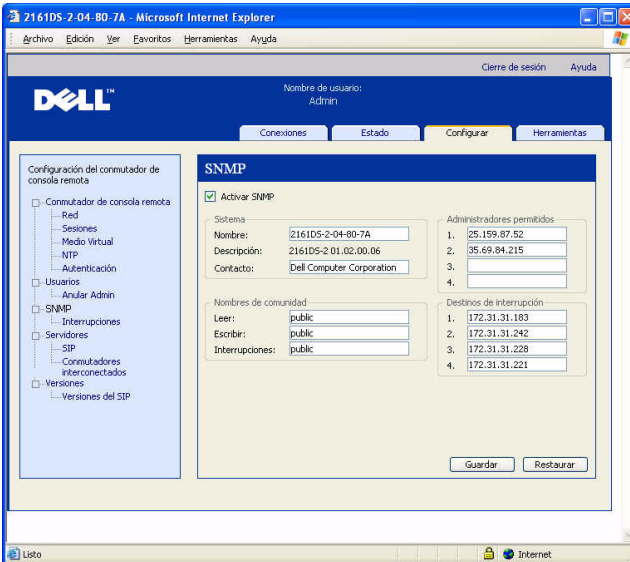 2161DS-2-04-80-7A - Microsoft Internet Explorer
Archivo Edición Ver Favoritos Herramientas Ayuda
Cierre de sesión Ayuda
DELL™
Nombre de usuario:
Admin
Conexiones Estado Configurar Herramientas
Configuración del conmutador de
consola remota
Conmutador de consola remota
Red
Sesiones
Medio Virtual
NTP
Autenticación
Usuarios
Anular Admin
SNMP
Interrupciones
Servidores
SIP
Conmutadores
interconectados
Versiones
Versiones del SIP
SNMP
Activar SNMP
Sistema
Nombre: 2161DS-2-04-80-7A
Descripción: 2161DS-2 01.02.00.06
Contacto: Dell Computer Corporation
Administradores permitidos
1. 25.159.87.52
2. 35.69.84.215
3.
4.
Nombres de comunidad
Leer: public
Escribir: public
Interrupciones: public
Destinos de interrupción
1. 172.31.31.183
2. 172.31.31.242
3. 172.31.31.228
4. 172.31.31.221
Guardar Restaurar
Listo Internet